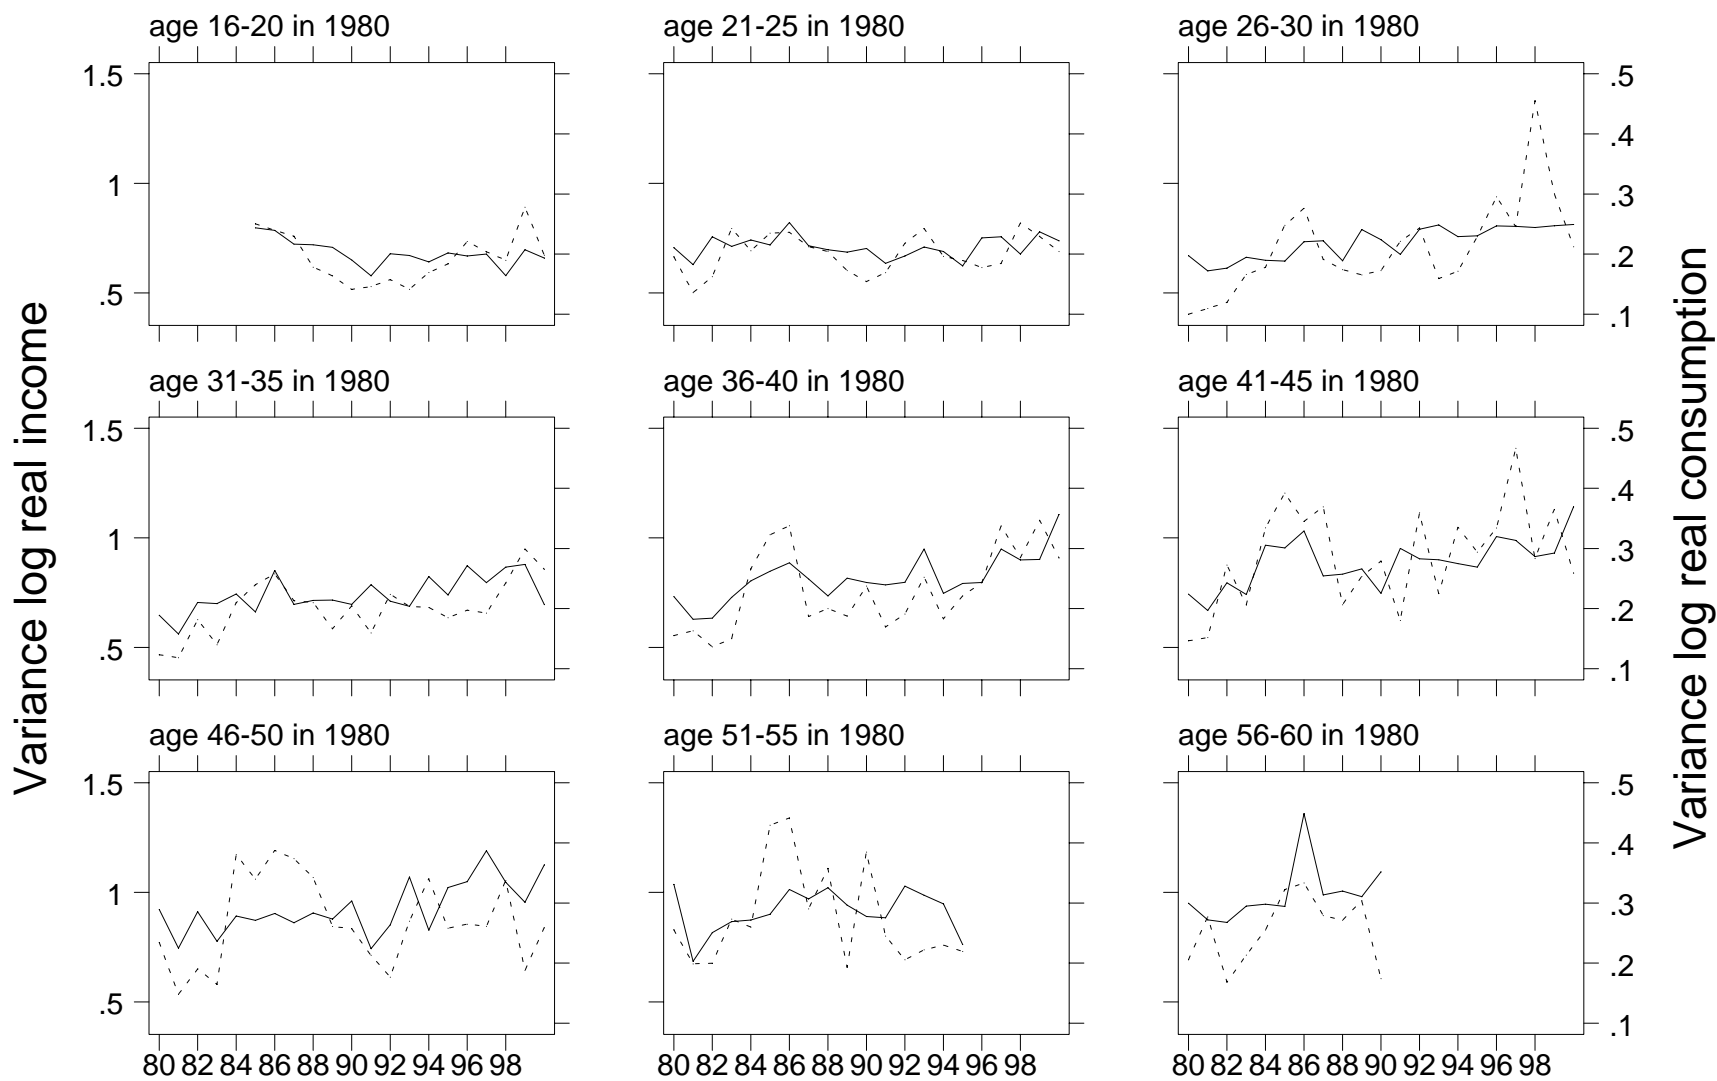 age 16-20 in 1980
age 21-25 in 1980
age 26-30 in 1980
1.5
1
.5
.5
.4
.3
.2
.1
age 31-35 in 1980
age 36-40 in 1980
age 41-45 in 1980
1.5
1
.5
.5
.4
.3
.2
.1
Variance log real income
Variance log real consumption
age 46-50 in 1980
age 51-55 in 1980
age 56-60 in 1980
1.5
1
.5
.5
.4
.3
.2
.1
80 82 84 86 88 90 92 94 96 98
80 82 84 86 88 90 92 94 96 98
80 82 84 86 88 90 92 94 96 98